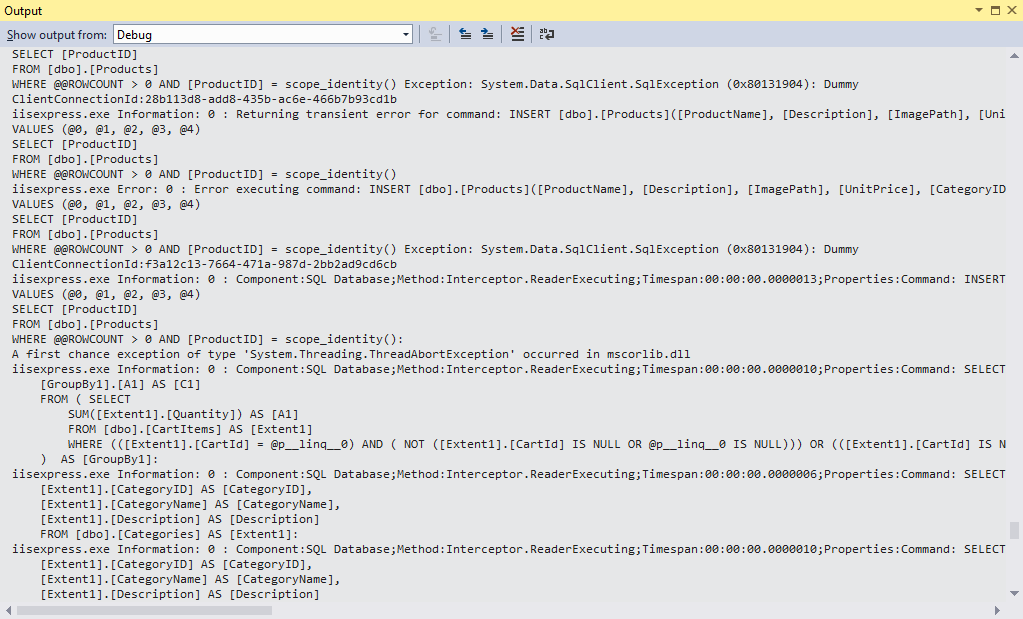 Output
Show output from: Debug
SELECT [ProductID]
FROM [dbo].[Products]
WHERE @@ROWCOUNT > 0 AND [ProductID] = scope_identity() Exception: System.Data.SqlClient.SqlException (0x80131904): Dummy
ClientConnectionId:28b113d8-add8-435b-ac6e-466b7b93cd1b
iisexpress.exe Information: 0 : Returning transient error for command: INSERT [dbo].[Products]([ProductName], [Description], [ImagePath], [Uni
VALUES (@0, @1, @2, @3, @4)
SELECT [ProductID]
FROM [dbo].[Products]
WHERE @@ROWCOUNT > 0 AND [ProductID] = scope_identity()
iisexpress.exe Error: 0 : Error executing command: INSERT [dbo].[Products]([ProductName], [Description], [ImagePath], [UnitPrice], [CategoryID
VALUES (@0, @1, @2, @3, @4)
SELECT [ProductID]
FROM [dbo].[Products]
WHERE @@ROWCOUNT > 0 AND [ProductID] = scope_identity() Exception: System.Data.SqlClient.SqlException (0x80131904): Dummy
ClientConnectionId:f3a12c13-7664-471a-987d-2bb2ad9cd6cb
iisexpress.exe Information: 0 : Component:SQL Database;Method:Interceptor.ReaderExecuting;Timespan:00:00:00.0000013;Properties:Command: INSERT
VALUES (@0, @1, @2, @3, @4)
SELECT [ProductID]
FROM [dbo].[Products]
WHERE @@ROWCOUNT > 0 AND [ProductID] = scope_identity():
A first chance exception of type 'System.Threading.ThreadAbortException' occurred in mscorlib.dll
iisexpress.exe Information: 0 : Component:SQL Database;Method:Interceptor.ReaderExecuting;Timespan:00:00:00.0000010;Properties:Command: SELECT
[GroupBy1].[A1] AS [C1]
FROM ( SELECT
SUM([Extent1].[Quantity]) AS [A1]
FROM [dbo].[CartItems] AS [Extent1]
WHERE (([Extent1].[CartId] = @p__linq__0) AND ( NOT ([Extent1].[CartId] IS NULL OR @p__linq__0 IS NULL))) OR (([Extent1].[CartId] IS N
) AS [GroupBy1]:
iisexpress.exe Information: 0 : Component:SQL Database;Method:Interceptor.ReaderExecuting;Timespan:00:00:00.0000006;Properties:Command: SELECT
[Extent1].[CategoryID] AS [CategoryID],
[Extent1].[CategoryName] AS [CategoryName],
[Extent1].[Description] AS [Description]
FROM [dbo].[Categories] AS [Extent1]:
iisexpress.exe Information: 0 : Component:SQL Database;Method:Interceptor.ReaderExecuting;Timespan:00:00:00.0000010;Properties:Command: SELECT
[Extent1].[CategoryID] AS [CategoryID],
[Extent1].[CategoryName] AS [CategoryName],
[Extent1].[Description] AS [Description]